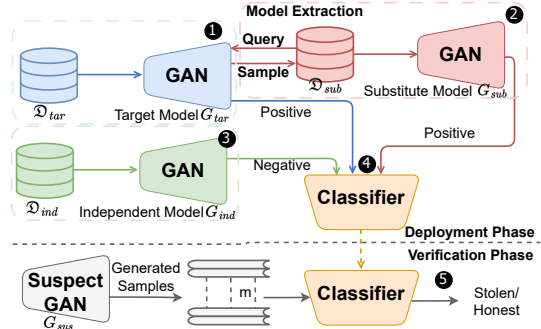 Model Extraction
1
2
Query
GAN
Sample
GAN
𝔇tar
𝔇sub
Target Model Gtar
Substitute Model Gsub
Positive
Positive
3
GAN
Negative
4
𝔇ind
Independent Model Gind
Classifier
Deployment Phase
Verification Phase
Suspect
GAN
Gsus
Generated
Samples
m
Classifier
5
Stolen/
Honest